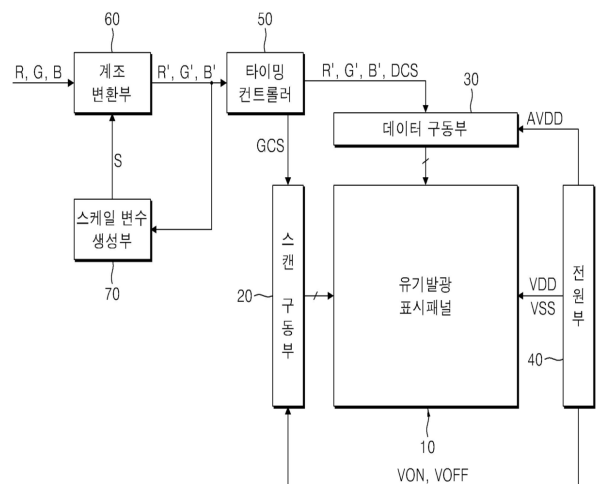 60
50
R, G, B
계조
변환부
R', G', B'
타이밍
컨트롤러
R', G', B', DCS
30
데이터 구동부
AVDD
GCS
S
스케일 변수
생성부
70
스캔 구동부
20
유기발광
표시패널
VDD
VSS
전원부
40
10
VON, VOFF